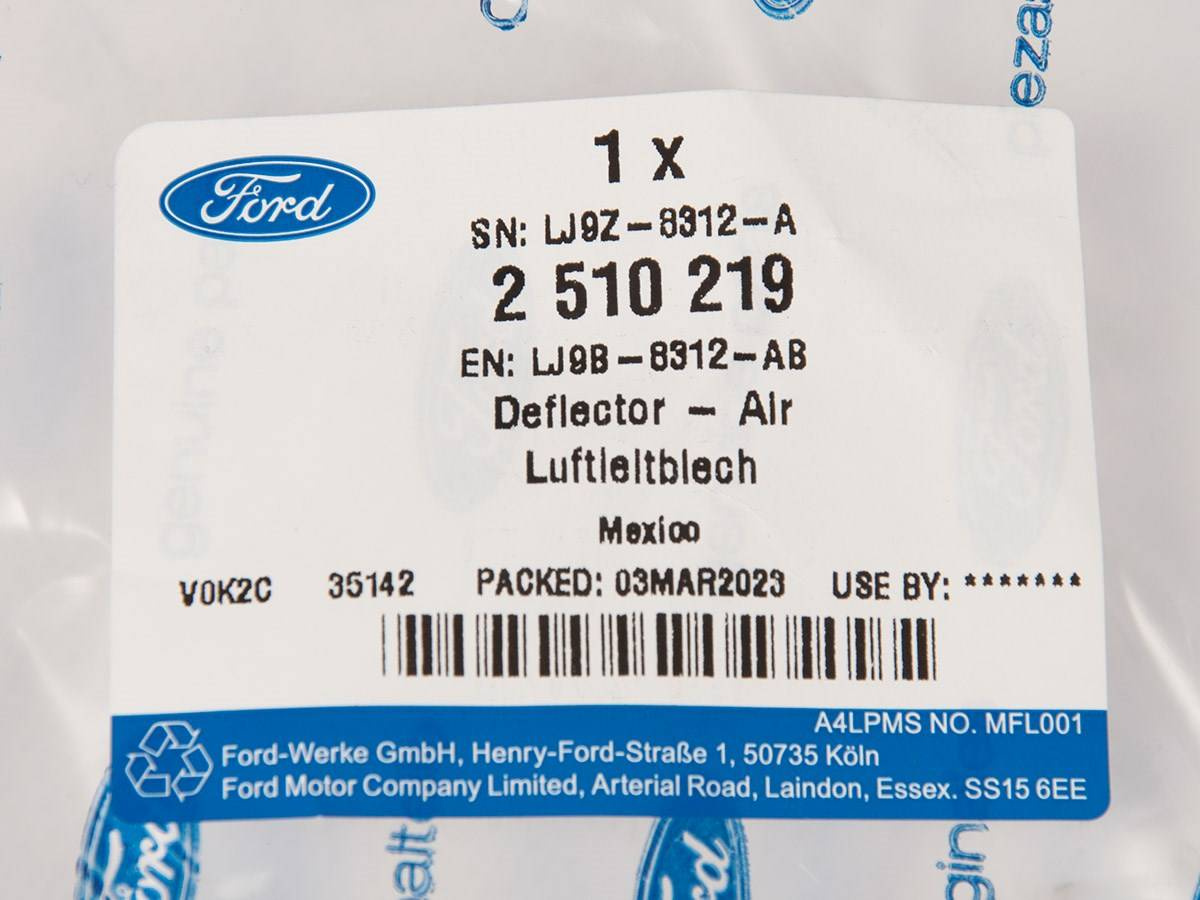 Ford
1 x
SN: LJ9Z-8312-A
2 510 219
EN: LJ9B-8312-AB
Deflector - Air
Luftleitblech
Mexico
V0K2C 35142 PACKED: 03MAR2023 USE BY: *******
A4LPMS NO. MFL001
Ford-Werke GmbH, Henry-Ford-Straße 1, 50735 Köln
Ford Motor Company Limited, Arterial Road, Laindon, Essex. SS15 6EE